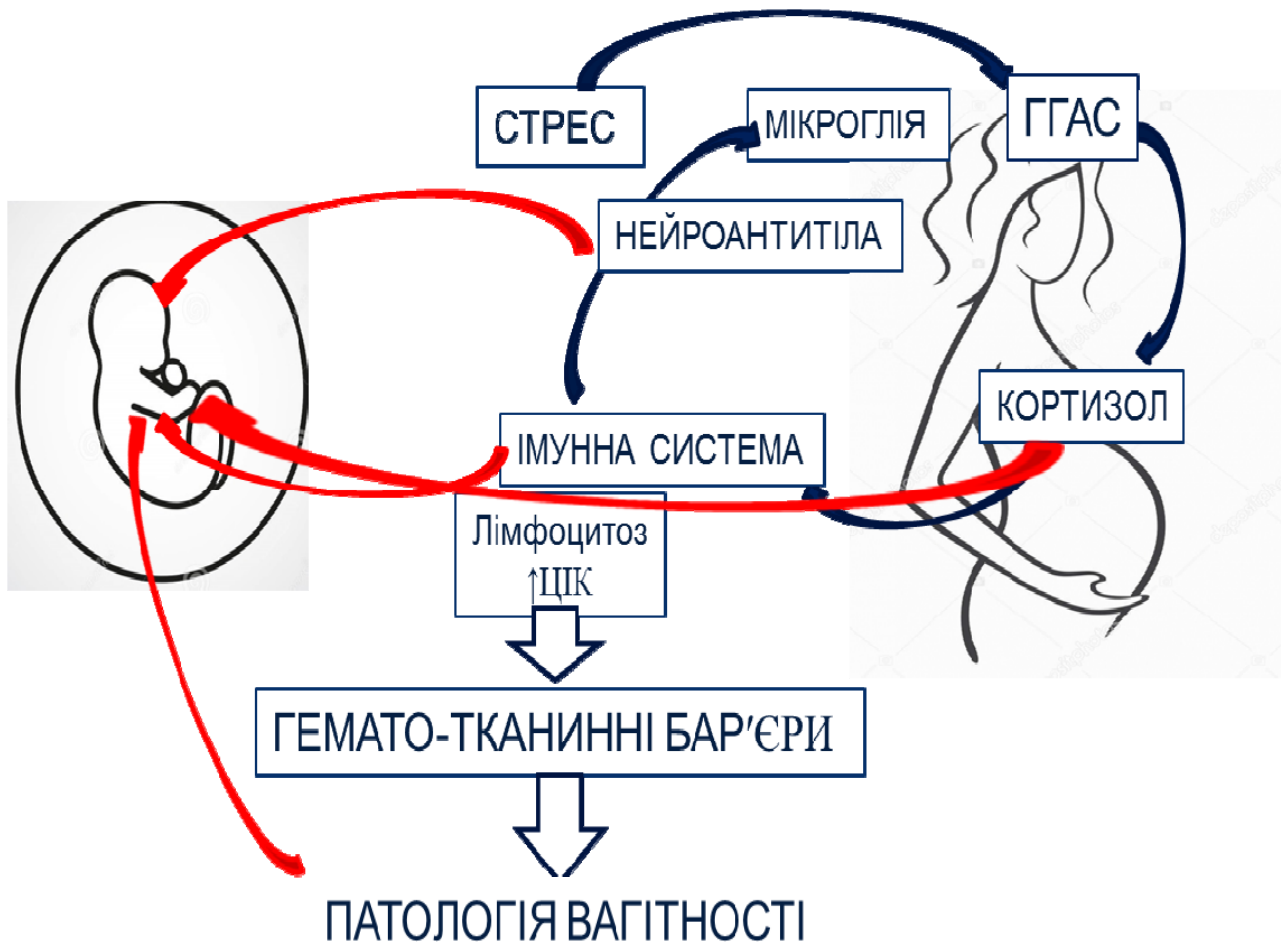 СТРЕС
МІКРОГЛІЯ
ГГАС
НЕЙРОАНТИТІЛА
КОРТИЗОЛ
ІМУННА СИСТЕМА
Лімфоцитоз
↑ЦІК
ГЕМАТО-ТКАНИННІ БАР'ЄРИ
ПАТОЛОГІЯ ВАГІТНОСТІ